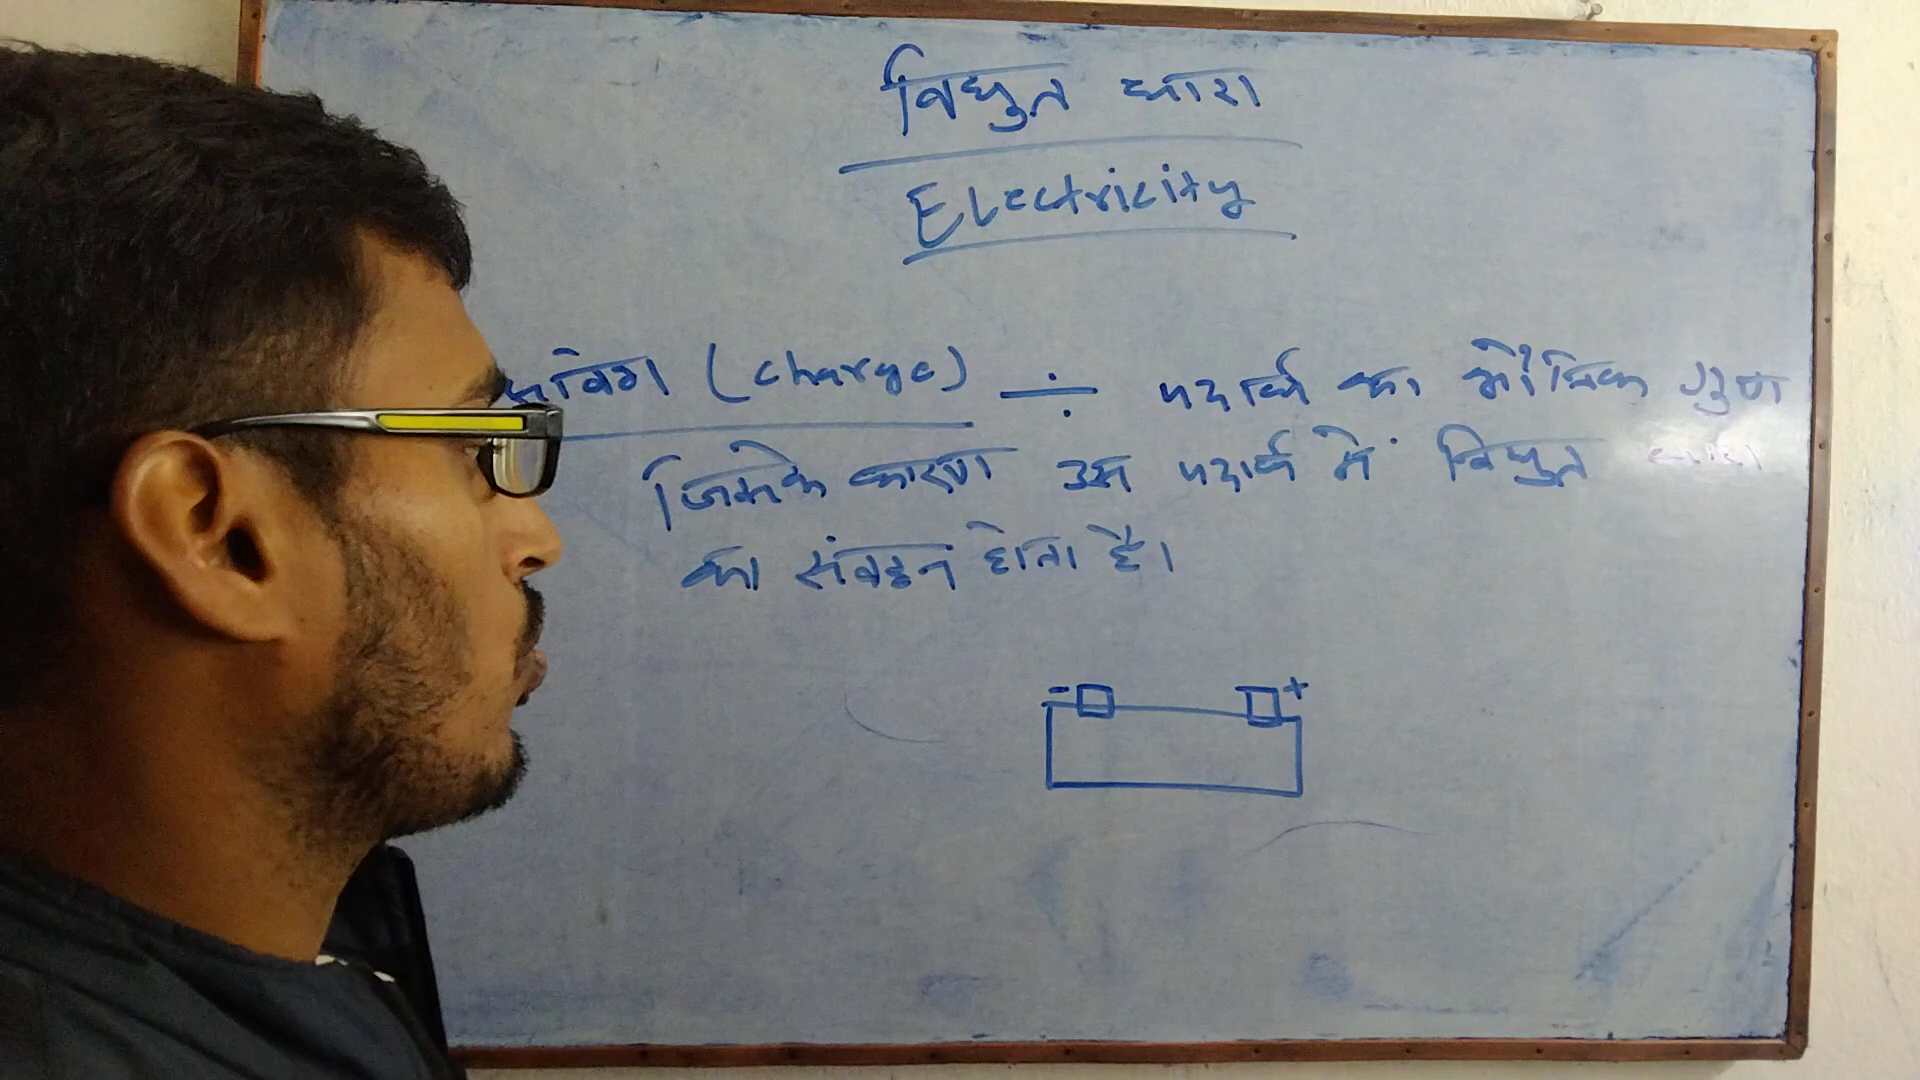 विधुत धारा
Electricity
आवेश (charge) ÷ पदार्थ का मौलिक गुण
जिसके कारण उस पदार्थ में विधुत धारा
का संवहन होता है।
- +